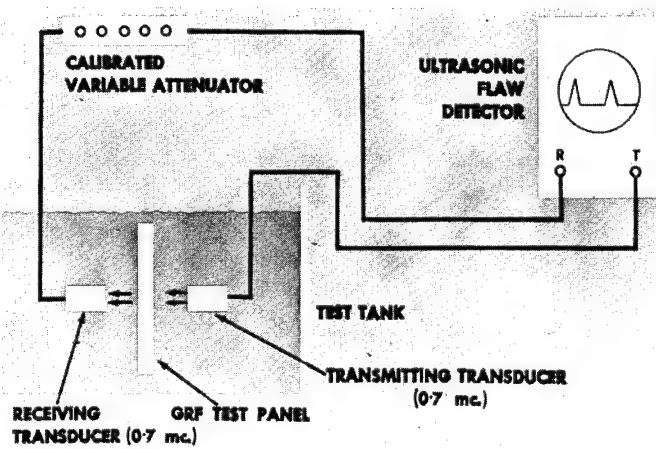 CALIBRATED
VARIABLE ATTENUATOR
ULTRASONIC
FLAW
DETECTOR
R T
TEST TANK
TRANSMITTING TRANSDUCER
(0·7 mc.)
RECEIVING
TRANSDUCER (0·7 mc.)
GRF TEST PANEL